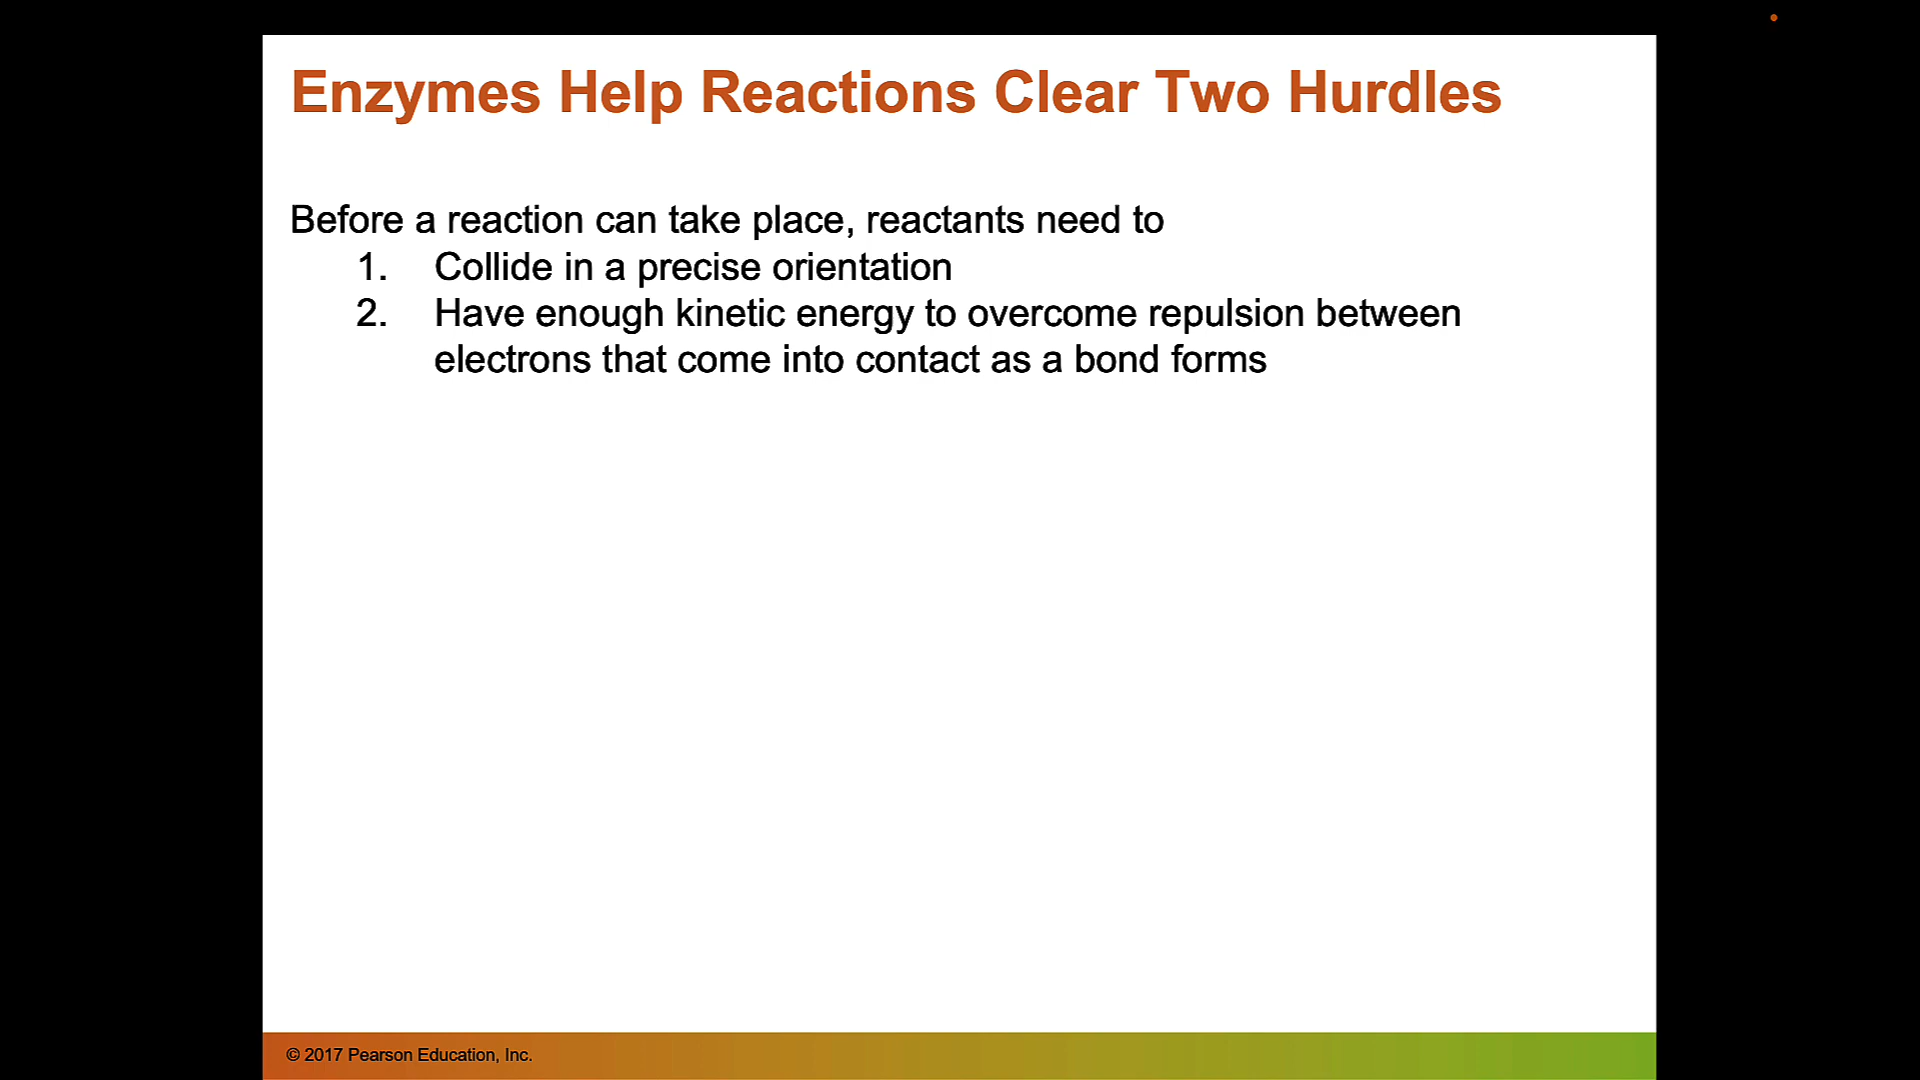 Enzymes Help Reactions Clear Two Hurdles
Before a reaction can take place, reactants need to
1. Collide in a precise orientation
2. Have enough kinetic energy to overcome repulsion between
electrons that come into contact as a bond forms
© 2017 Pearson Education, Inc.